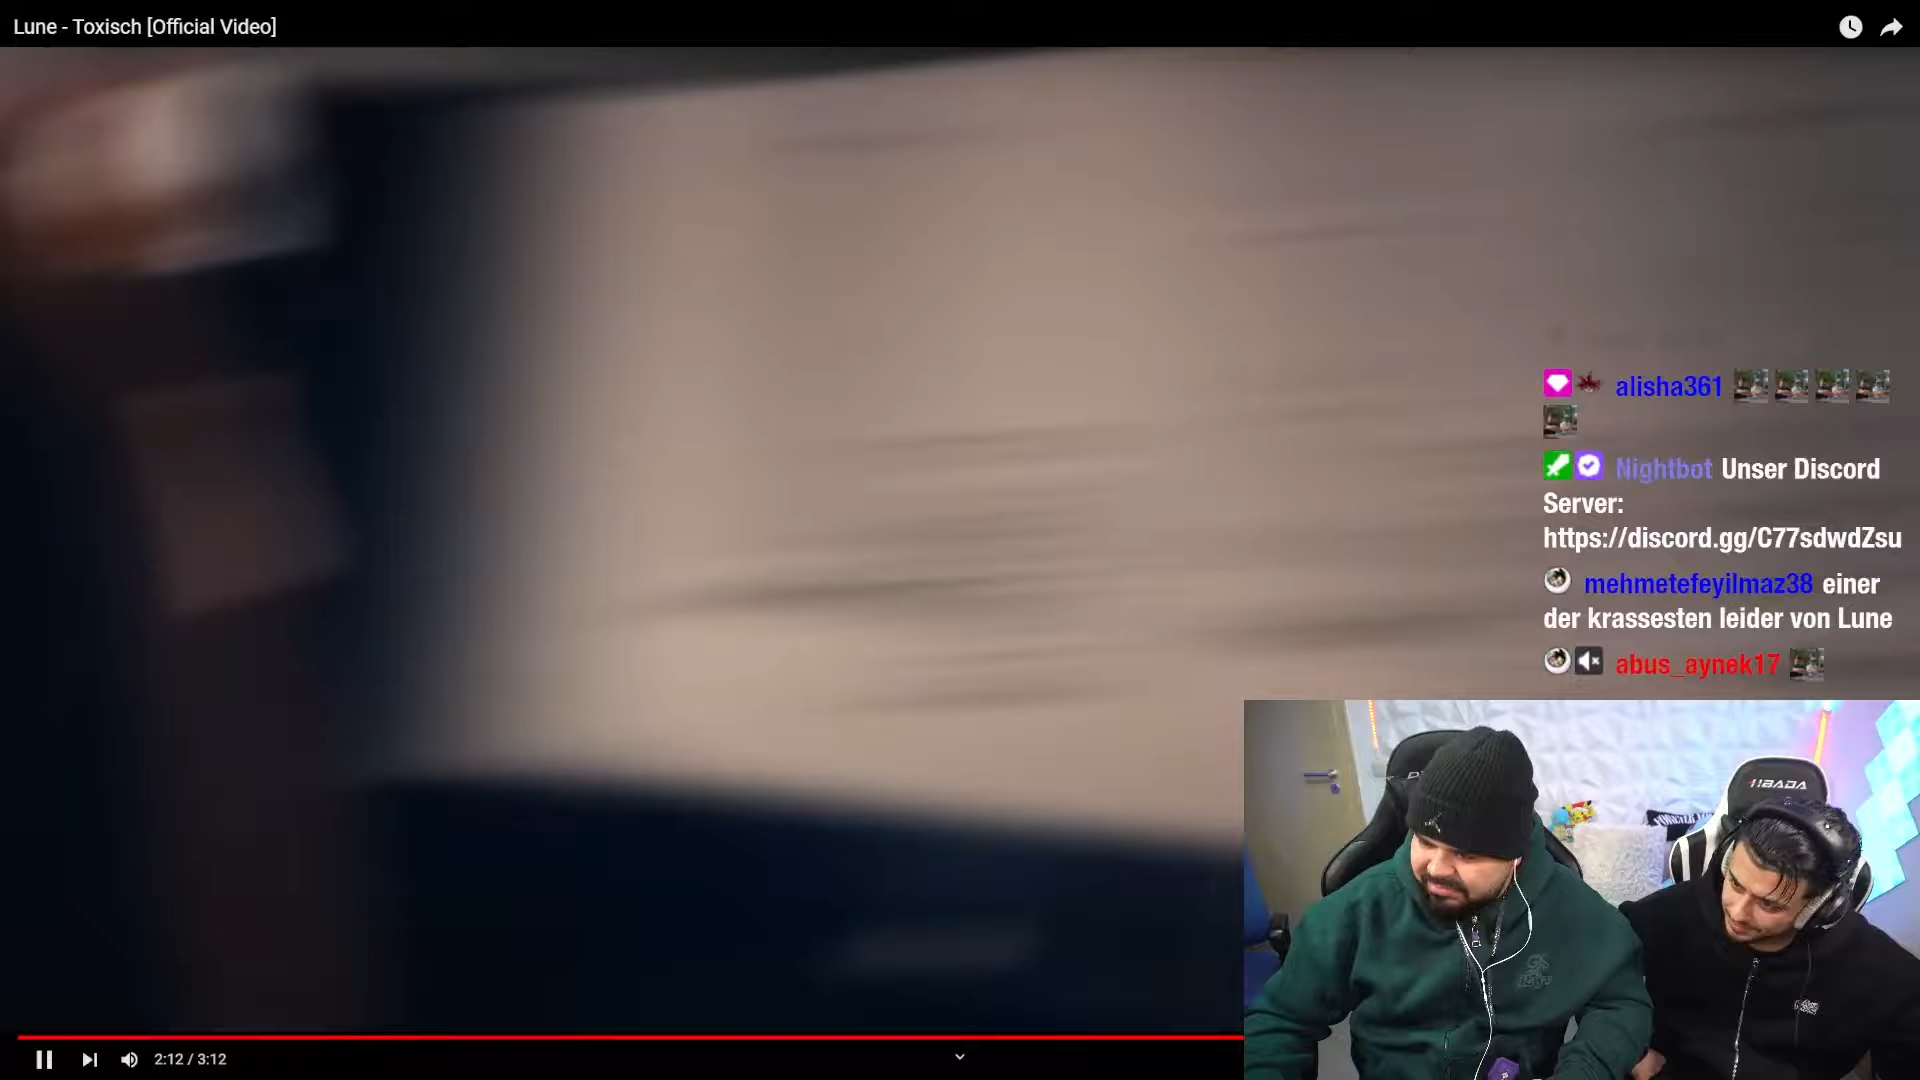 Lune - Toxisch [Official Video]
alisha361
Nightbot Unser Discord
Server:
https://discord.gg/C77sdwdZsu
mehmetefeyilmaz38 einer
der krassesten leider von Lune
abus_aynek17
HBADA
2:12 / 3:12